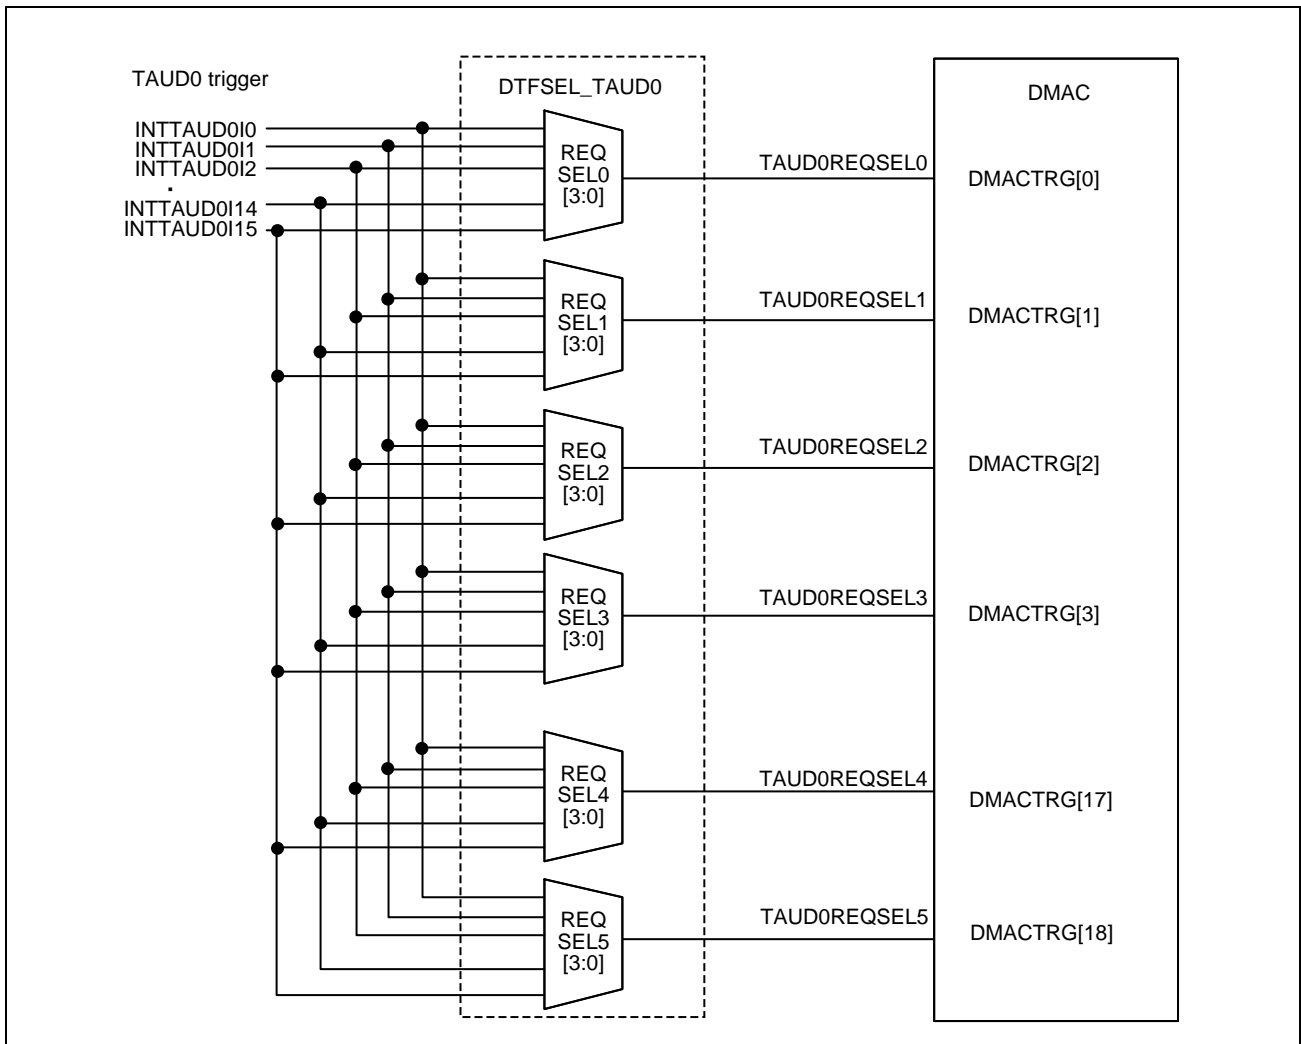 TAUD0 trigger
DTFSEL_TAUD0
DMAC
INTTAUD0I0
INTTAUD0I1
INTTAUD0I2
.
INTTAUD0I14
INTTAUD0I15
REQ
SEL0
[3:0]
TAUD0REQSEL0
DMACTRG[0]
REQ
SEL1
[3:0]
TAUD0REQSEL1
DMACTRG[1]
REQ
SEL2
[3:0]
TAUD0REQSEL2
DMACTRG[2]
REQ
SEL3
[3:0]
TAUD0REQSEL3
DMACTRG[3]
REQ
SEL4
[3:0]
TAUD0REQSEL4
DMACTRG[17]
REQ
SEL5
[3:0]
TAUD0REQSEL5
DMACTRG[18]